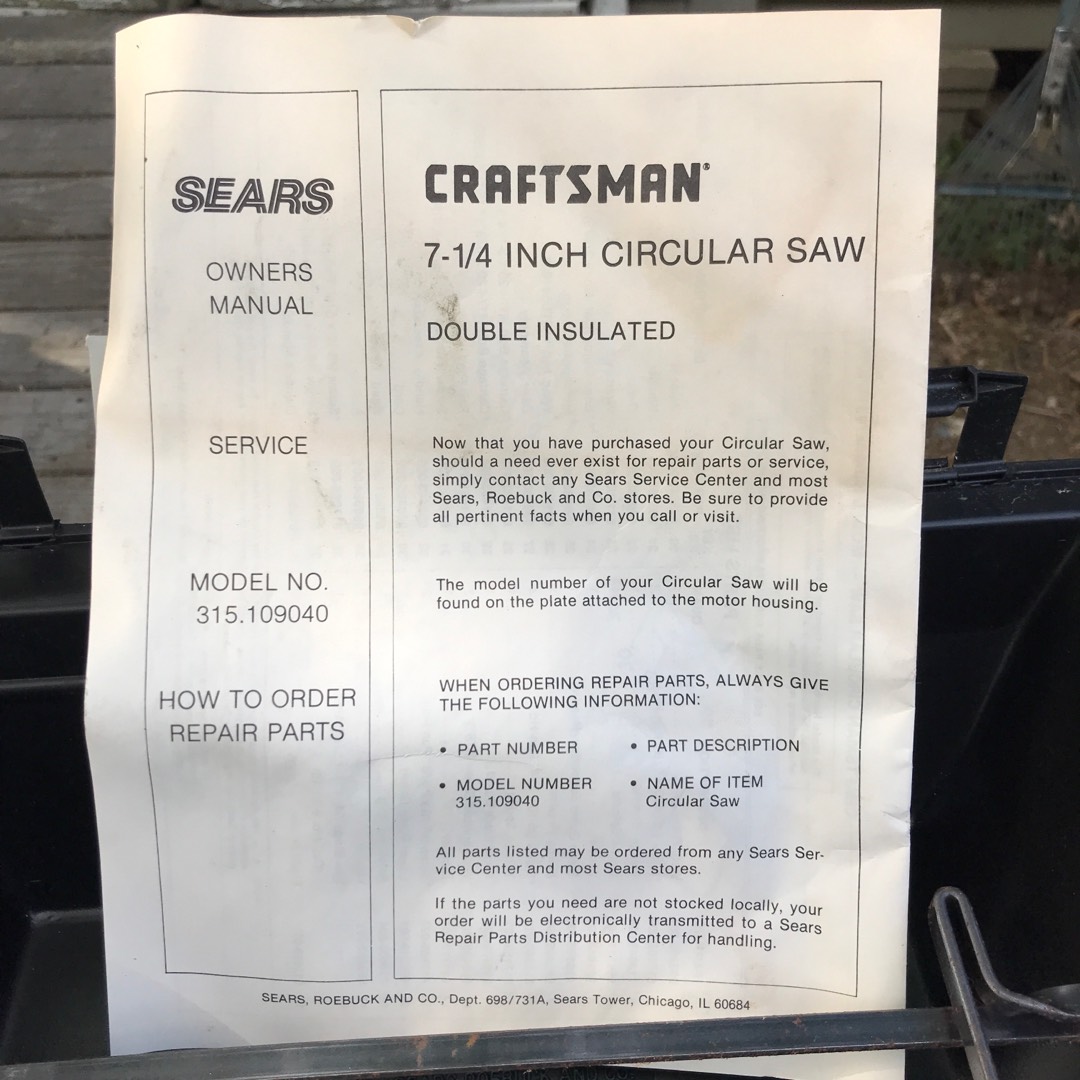 SEARS
OWNERS
MANUAL
SERVICE
MODEL NO.
315.109040
HOW TO ORDER
REPAIR PARTS
CRAFTSMAN®
7-1/4 INCH CIRCULAR SAW
DOUBLE INSULATED
Now that you have purchased your Circular Saw,
should a need ever exist for repair parts or service,
simply contact any Sears Service Center and most
Sears, Roebuck and Co. stores. Be sure to provide
all pertinent facts when you call or visit.
The model number of your Circular Saw will be
found on the plate attached to the motor housing.
WHEN ORDERING REPAIR PARTS, ALWAYS GIVE
THE FOLLOWING INFORMATION:
• PART NUMBER
• PART DESCRIPTION
• MODEL NUMBER
315.109040
• NAME OF ITEM
Circular Saw
All parts listed may be ordered from any Sears Ser-
vice Center and most Sears stores.
If the parts you need are not stocked locally, your
order will be electronically transmitted to a Sears
Repair Parts Distribution Center for handling.
SEARS, ROEBUCK AND CO., Dept. 698/731A, Sears Tower, Chicago, IL 60684
ROEBUCK AND CO